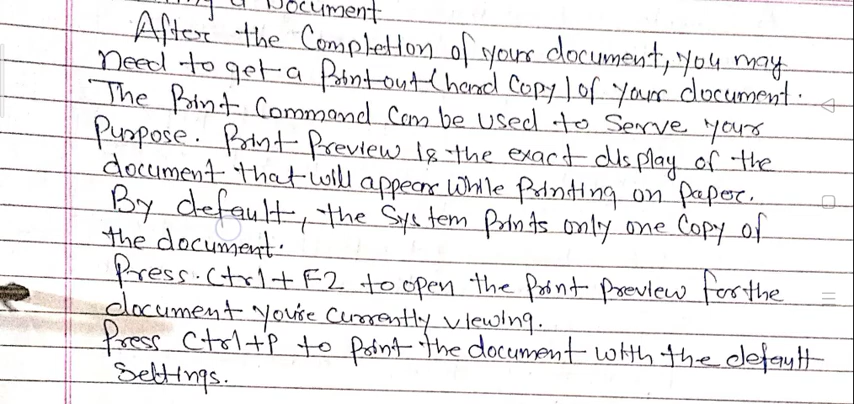 a Document
After the Completion of your document, you may
need to get a Print out (hard Copy) of your document.
The Print Command Can be used to Serve your
Purpose. Print Preview is the exact display of the
document that will appear While Printing on paper.
By default, the System Prints only one Copy of
the document.
Press. Ctrl + F2 to open the Print Preview for the
document you're Currently viewing.
Press Ctrl+P to Print the document with the default
Settings.